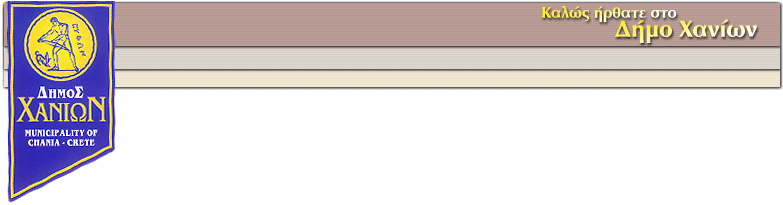 Καλώς ήρθατε στο
Δήμο Χανίων
ΔΗΜΟΣ
ΧΑΝΙΩΝ
MUNICIPALITY OF
CHANIA - CRETE